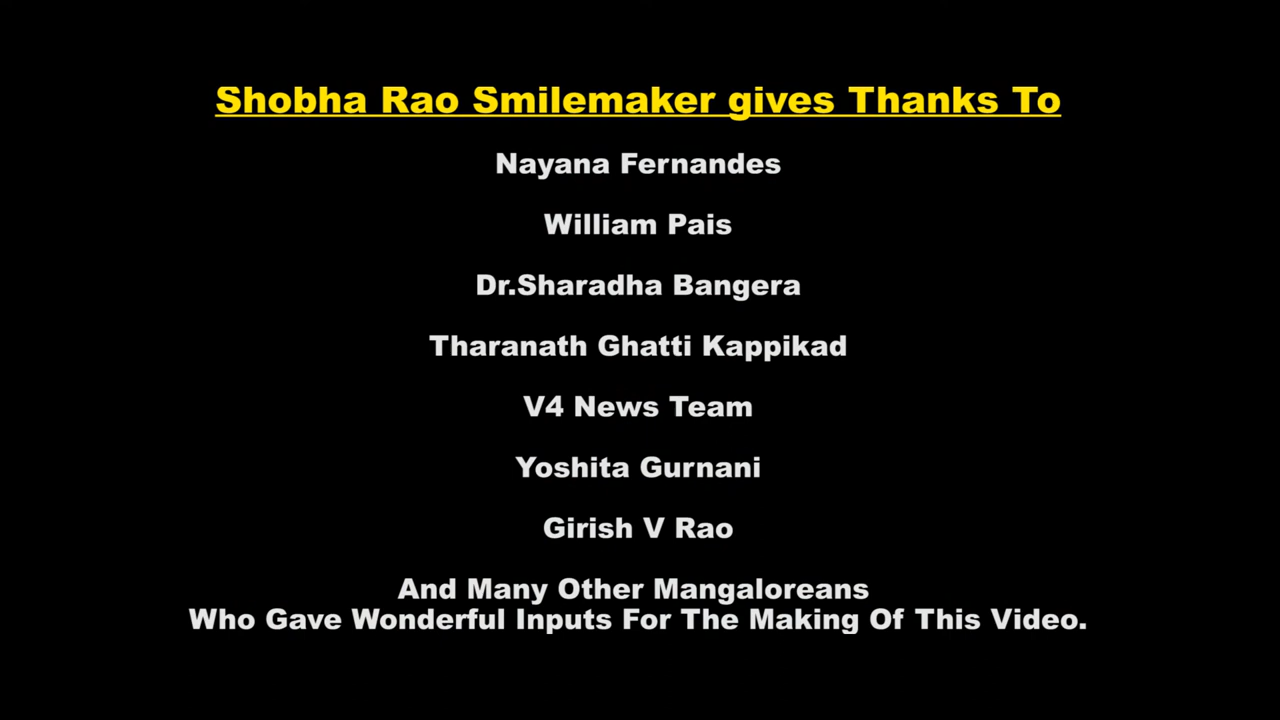 Shobha Rao Smilemaker gives Thanks To
Nayana Fernandes
William Pais
Dr.Sharadha Bangera
Tharanath Ghatti Kappikad
V4 News Team
Yoshita Gurnani
Girish V Rao
And Many Other Mangaloreans
Who Gave Wonderful Inputs For The Making Of This Video.